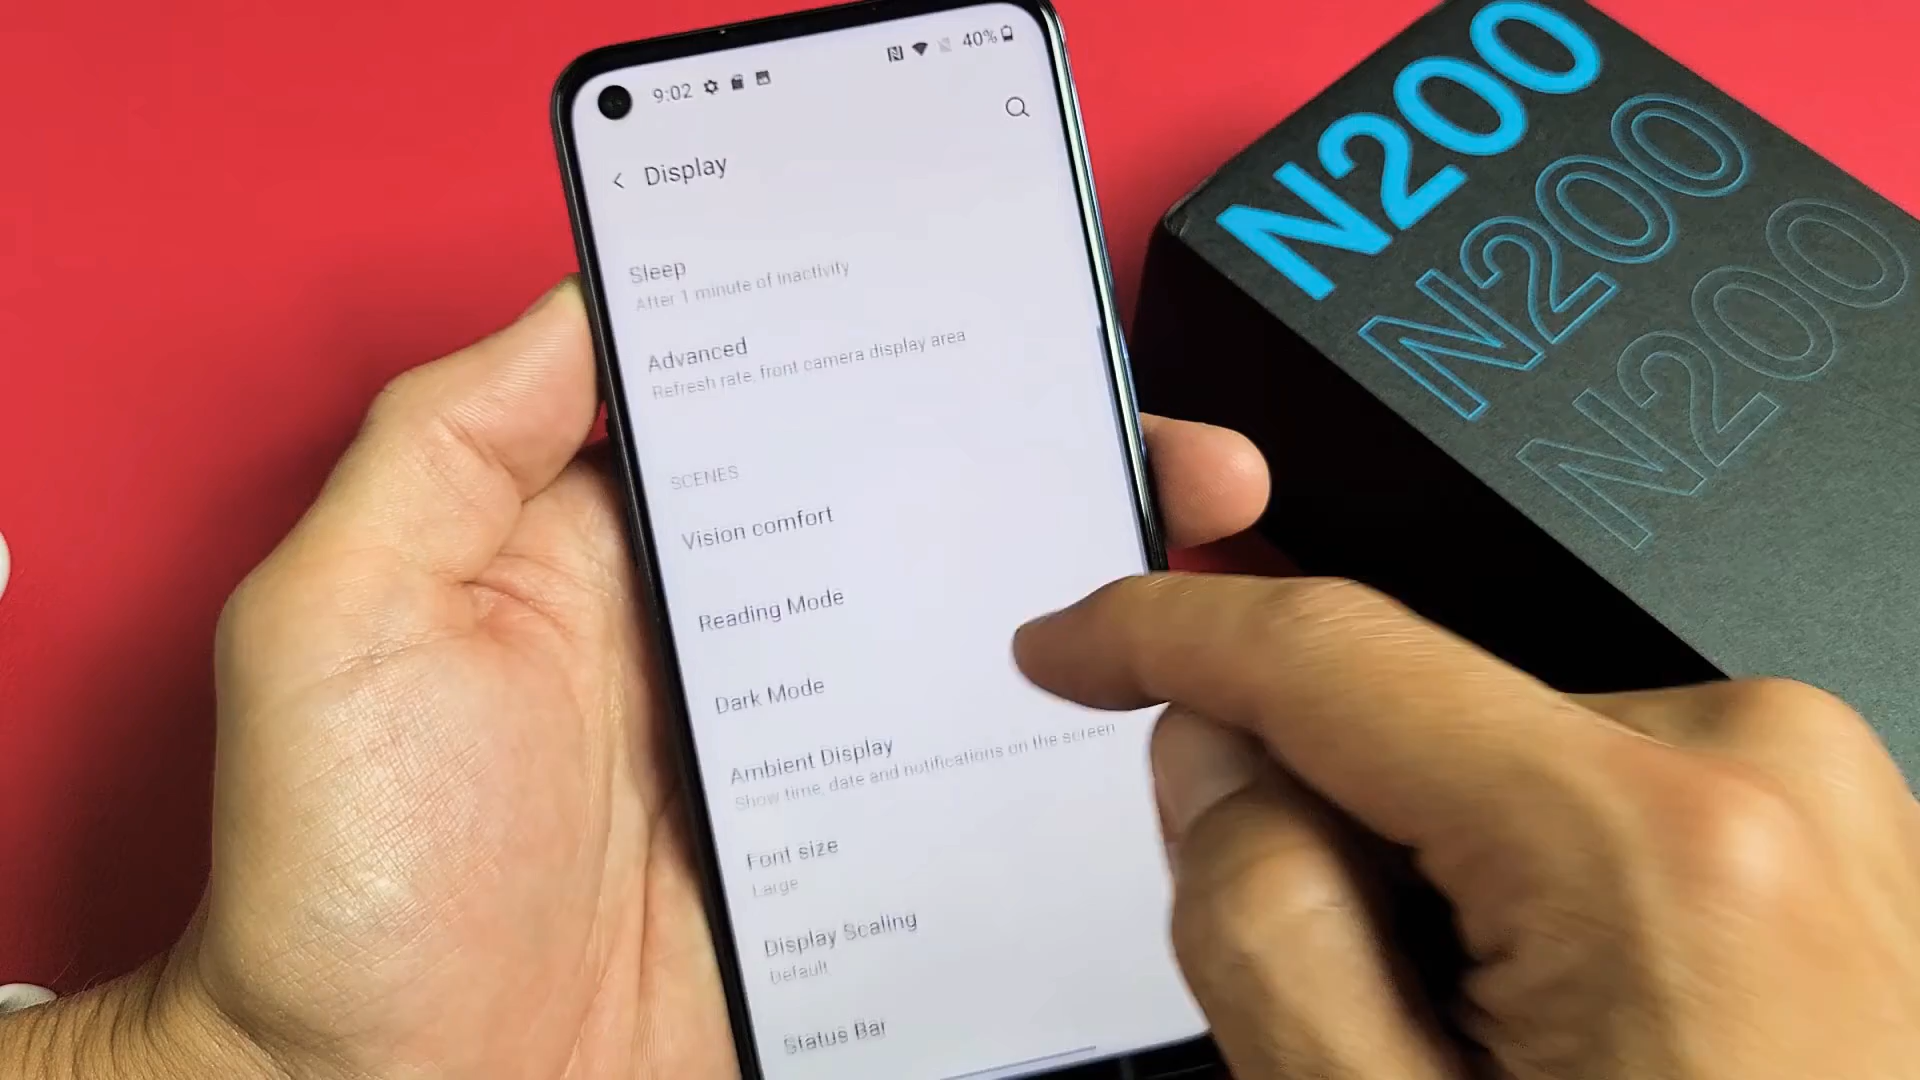 9:02
40%
Display
Sleep
After 1 minute of inactivity
Advanced
Refresh rate, front camera display area
SCENES
Vision comfort
Reading Mode
Dark Mode
Ambient Display
Show time, date and notifications on the screen
Font size
Large
Display Scaling
Default
Status Bar
N200
N200
N200